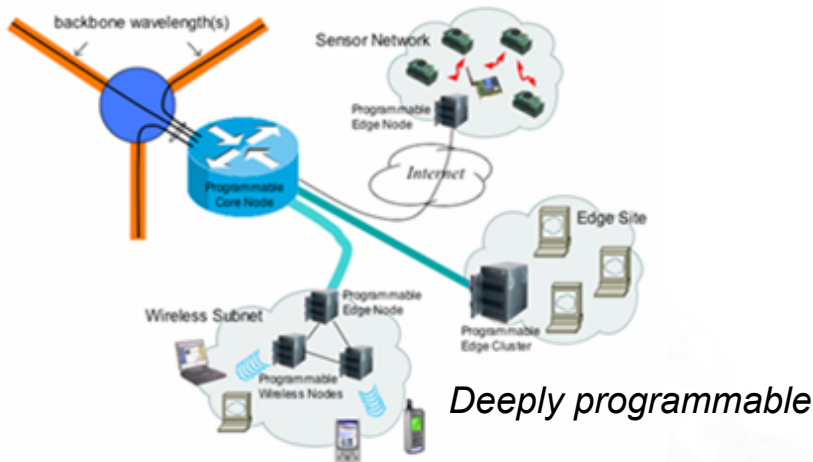 backbone wavelength(s)
Sensor Network
Programmable
Edge Node
Internet
Programmable
Core Node
Edge Site
Programmable
Edge Node
Wireless Subnet
Programmable
Edge Cluster
Programmable
Wireless Nodes
Deeply programmable